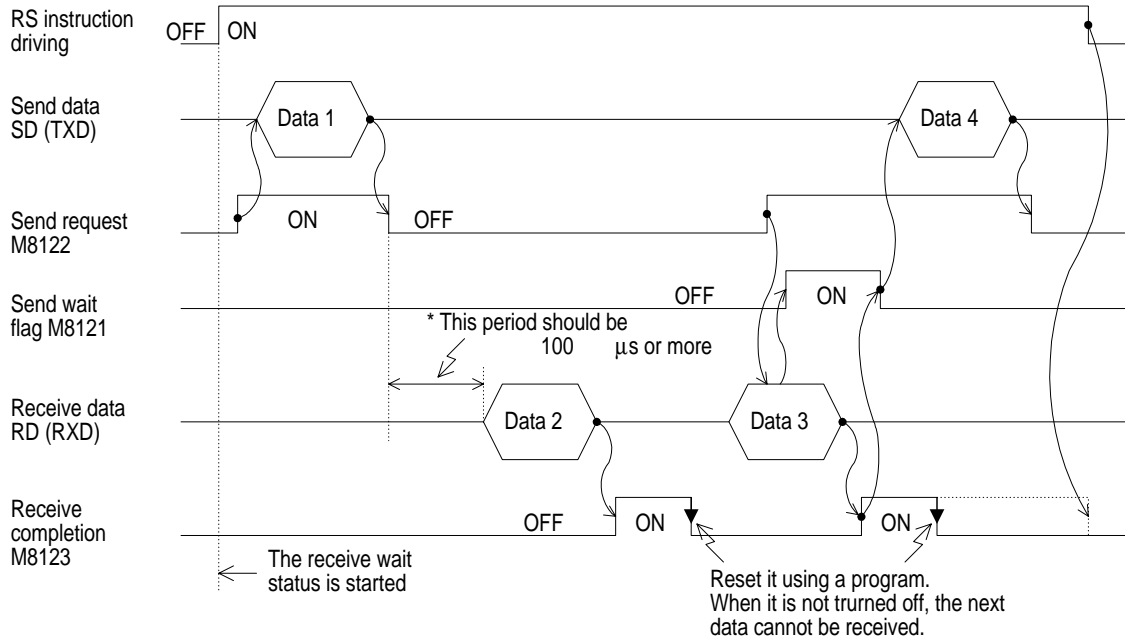 RS instruction
driving
OFF
ON
Send data
SD (TXD)
Data 1
Data 4
Send request
M8122
ON
OFF
Send wait
flag M8121
OFF
ON
* This period should be
100 μs or more
Receive data
RD (RXD)
Data 2
Data 3
Receive
completion
M8123
OFF
ON
ON
The receive wait
status is started
Reset it using a program.
When it is not trurned off, the next
data cannot be received.